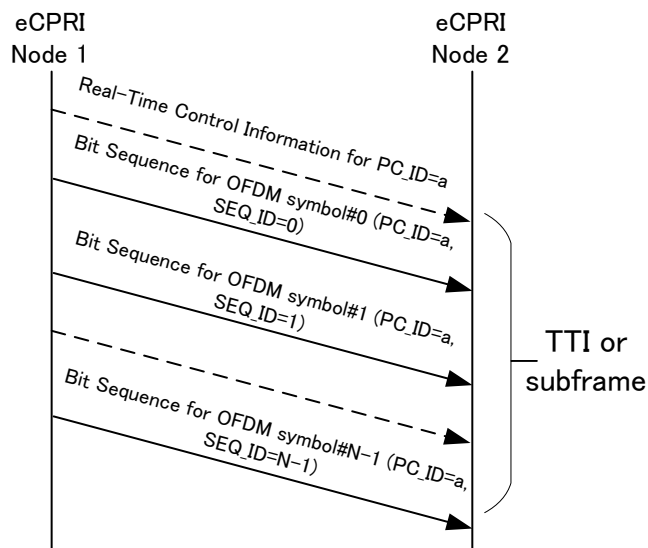 eCPRI
Node 1
eCPRI
Node 2
Real-Time Control Information for PC_ID=a
Bit Sequence for OFDM symbol#0 (PC_ID=a,
SEQ_ID=0)
Bit Sequence for OFDM symbol#1 (PC_ID=a,
SEQ_ID=1)
Bit Sequence for OFDM symbol#N-1 (PC_ID=a,
SEQ_ID=N-1)
TTI or
subframe